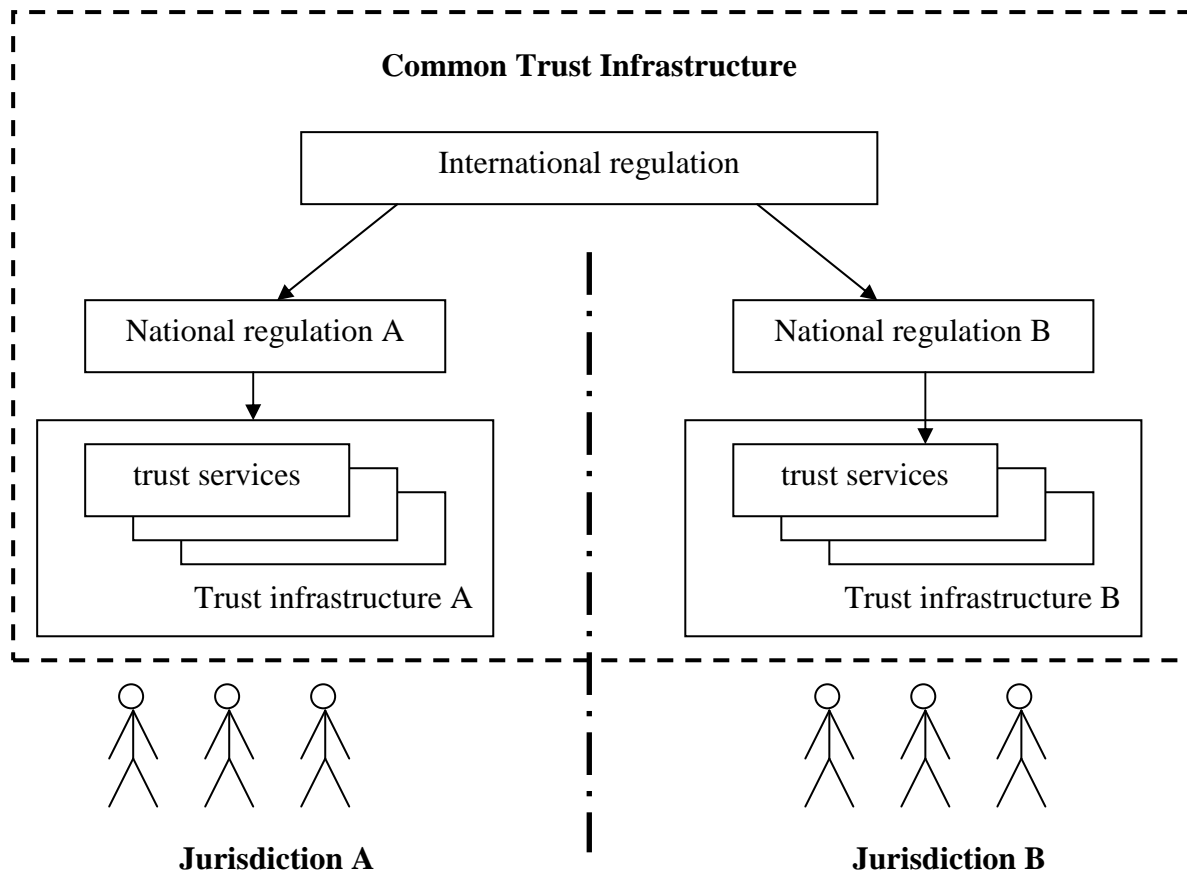 Common Trust Infrastructure
International regulation
National regulation A
National regulation B
trust services
trust services
Trust infrastructure A
Trust infrastructure B
Jurisdiction A
Jurisdiction B